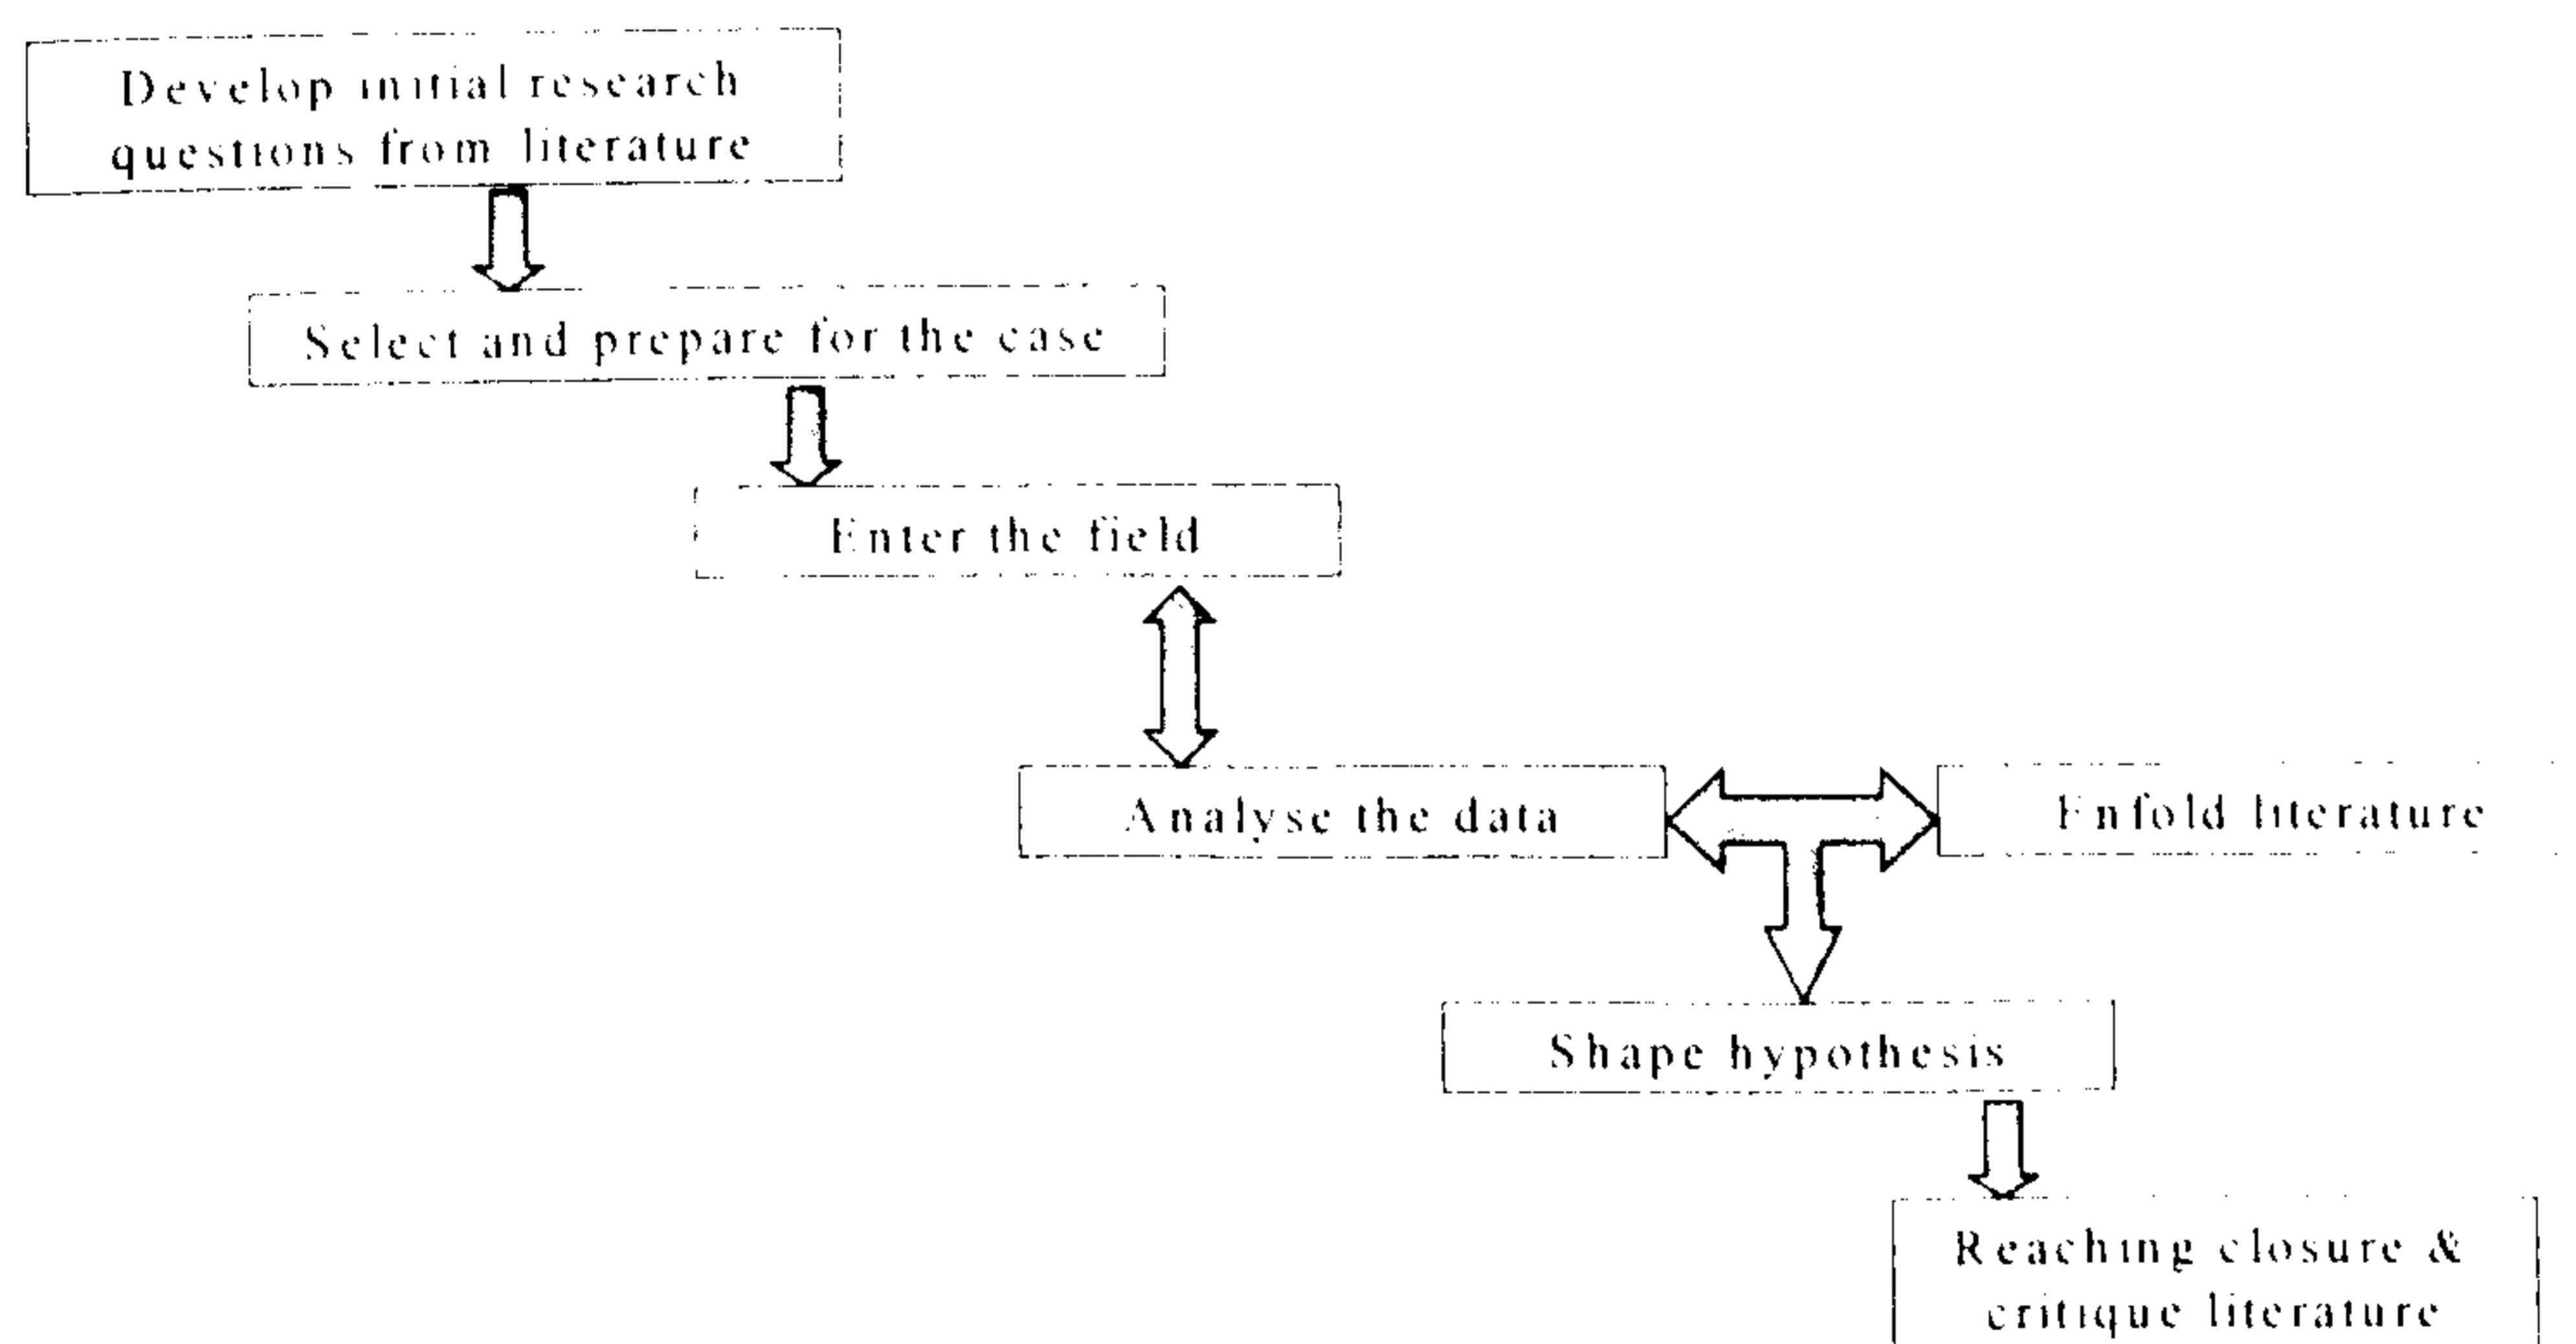 Develop initial research
questions from literature
Select and prepare for the case
Enter the field
Analyse the data
Enfold literature
Shape hypothesis
Reaching closure &
critique literature